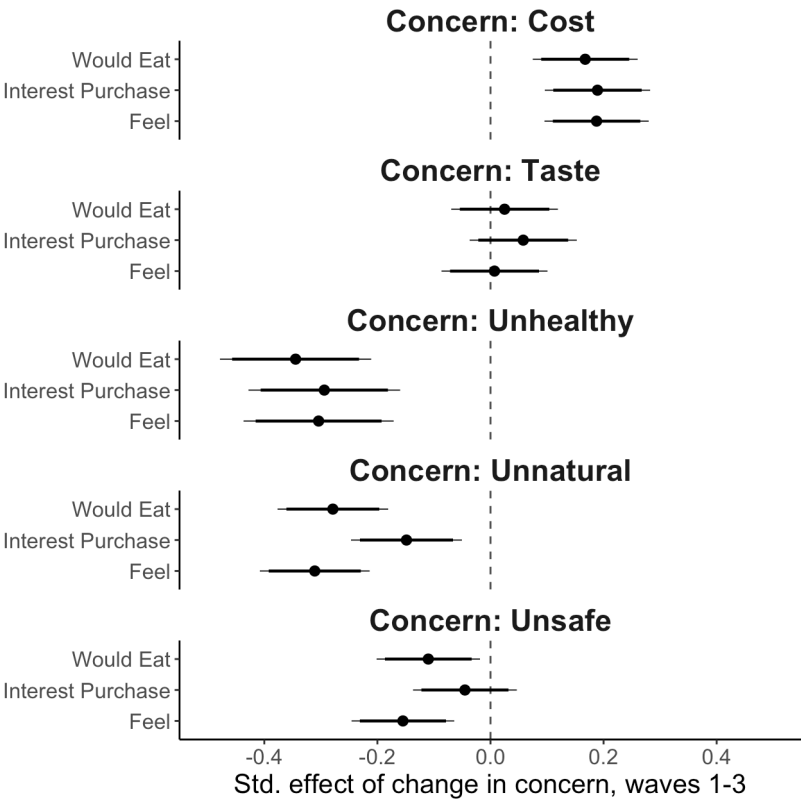 Concern: Cost
Would Eat
Interest Purchase
Feel
Concern: Taste
Would Eat
Interest Purchase
Feel
Concern: Unhealthy
Would Eat
Interest Purchase
Feel
Concern: Unnatural
Would Eat
Interest Purchase
Feel
Concern: Unsafe
Would Eat
Interest Purchase
Feel
-0.4 -0.2 0.0 0.2 0.4
Std. effect of change in concern, waves 1-3